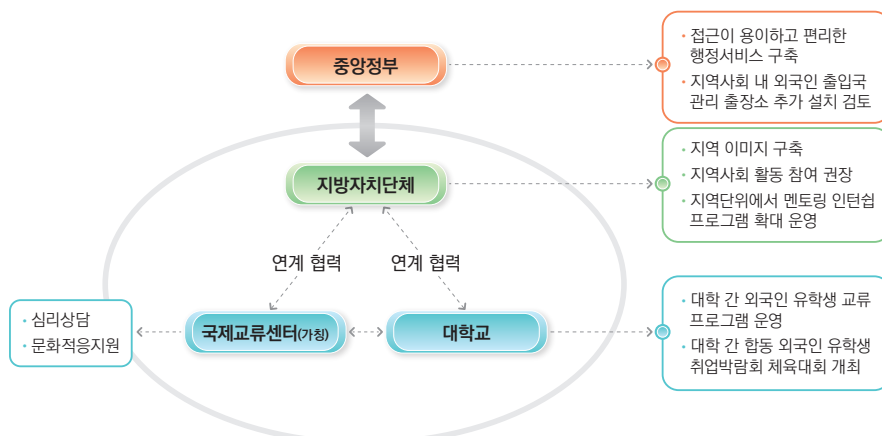 중앙정부
· 접근이 용이하고 편리한
행정서비스 구축
· 지역사회 내 외국인 출입국
관리 출장소 추가 설치 검토
지방자치단체
· 지역 이미지 구축
· 지역사회 활동 참여 권장
· 지역단위에서 멘토링 인턴쉽
프로그램 확대 운영
연계 협력
연계 협력
· 심리상담
· 문화적응지원
국제교류센터(가칭)
대학교
· 대학 간 외국인 유학생 교류
프로그램 운영
· 대학 간 합동 외국인 유학생
취업박람회 체육대회 개최